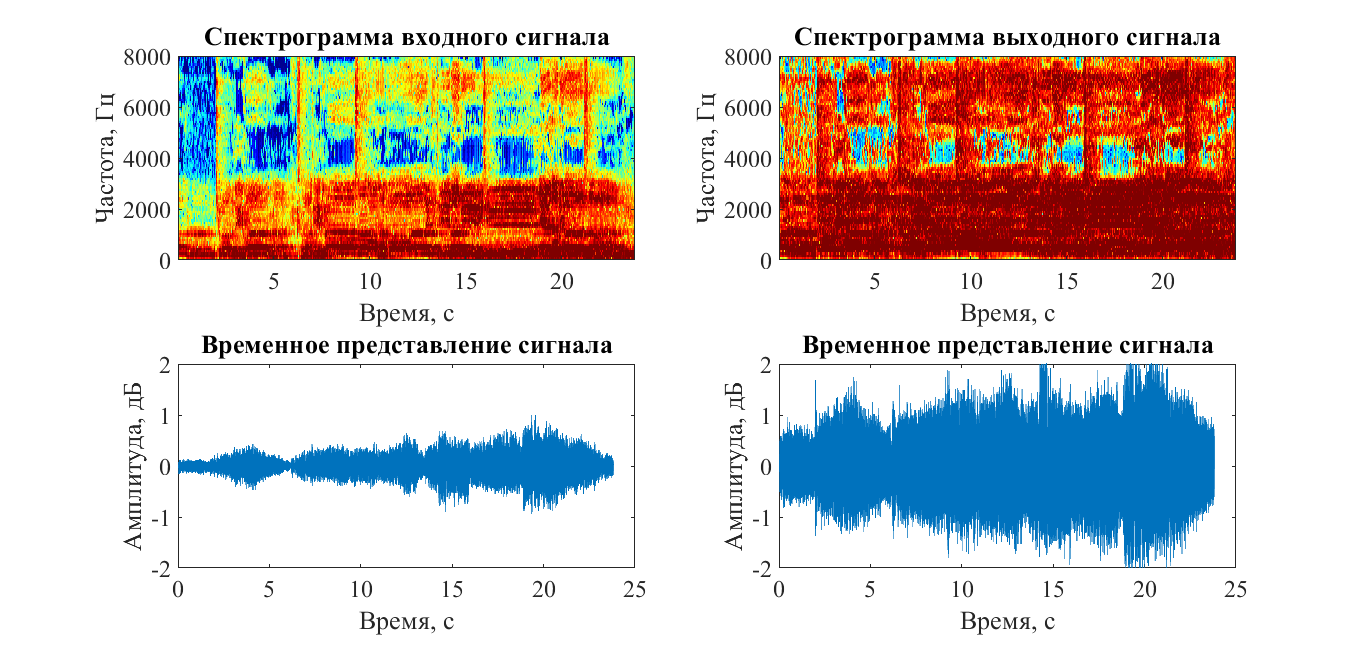 Спектрограмма входного сигнала
Частота, Гц
8000
6000
4000
2000
0
5 10 15 20
Время, с
Спектрограмма выходного сигнала
Частота, Гц
8000
6000
4000
2000
0
5 10 15 20
Время, с
Временное представление сигнала
Амплитуда, дБ
2
1
0
-1
-2
0 5 10 15 20 25
Время, с
Временное представление сигнала
Амплитуда, дБ
2
1
0
-1
-2
0 5 10 15 20 25
Время, с